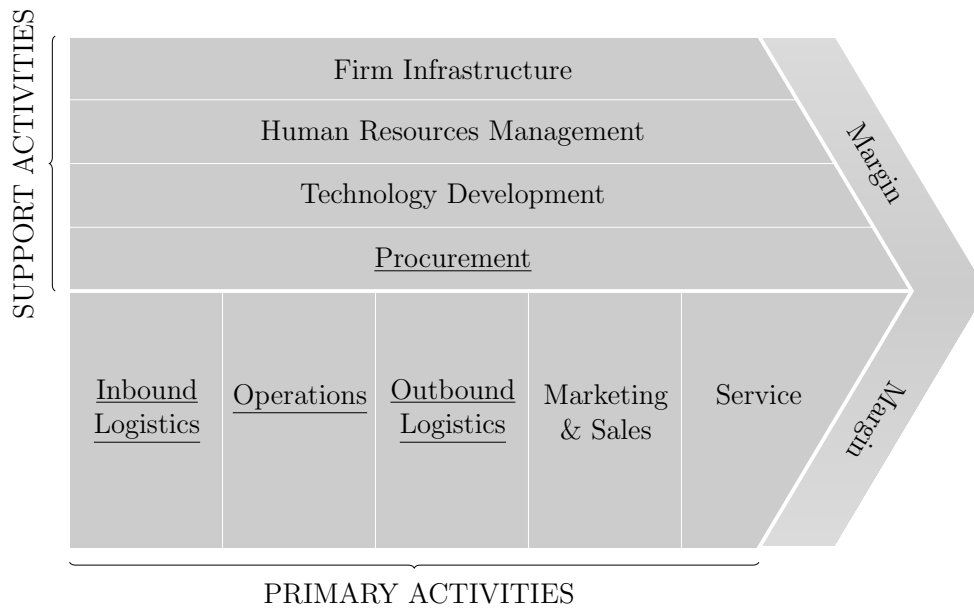 SUPPORT ACTIVITIES
Firm Infrastructure
Human Resources Management
Technology Development
Procurement
Margin
Inbound
Logistics
Operations
Outbound
Logistics
Marketing
& Sales
Service
Margin
PRIMARY ACTIVITIES